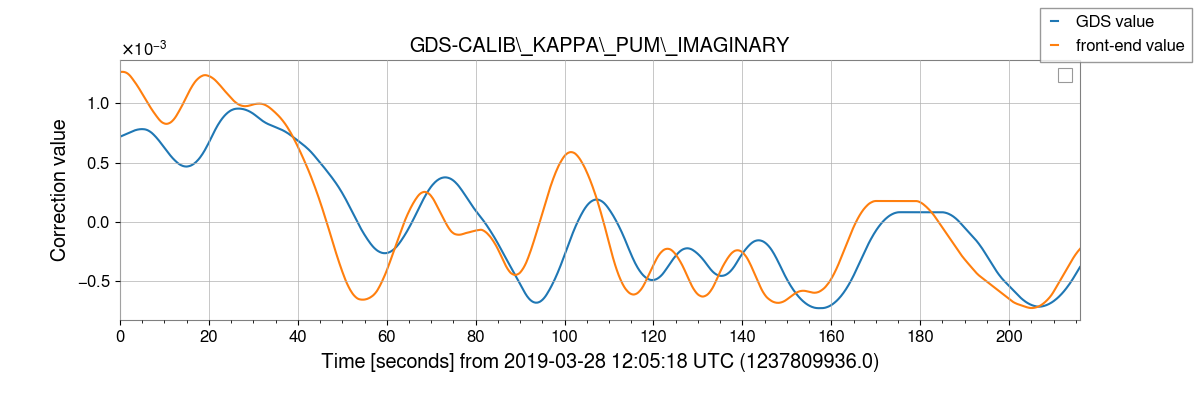 GDS value
front-end value
GDS-CALIB\_KAPPA\_PUM\_IMAGINARY
×10⁻³
1.0
0.5
0.0
−0.5
Correction value
0 20 40 60 80 100 120 140 160 180 200
Time [seconds] from 2019-03-28 12:05:18 UTC (1237809936.0)